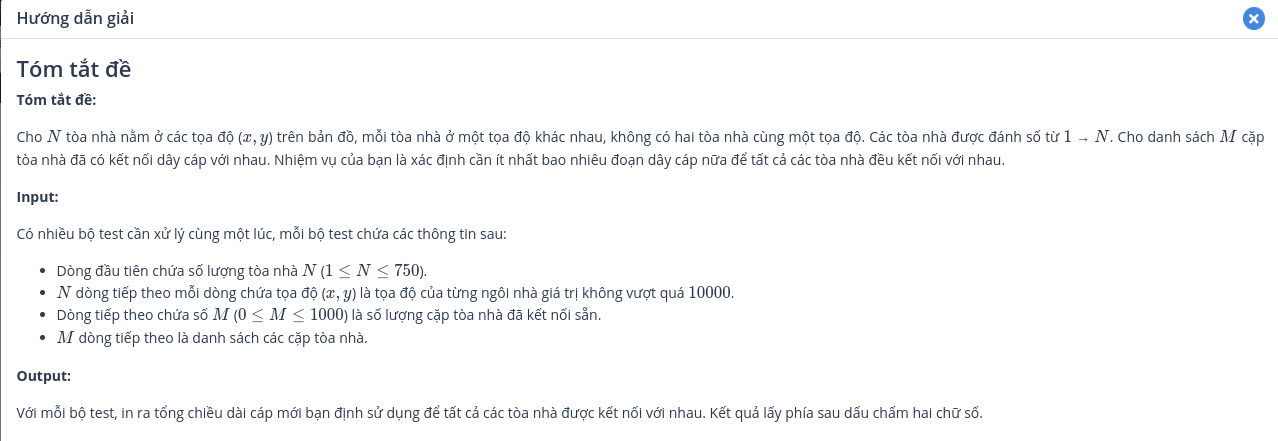 Hướng dẫn giải
Tóm tắt đề
Tóm tắt đề:
Cho N tòa nhà nằm ở các tọa độ (x, y) trên bản đồ, mỗi tòa nhà ở một tọa độ khác nhau, không có hai tòa nhà cùng một tọa độ. Các tòa nhà được đánh số từ 1 → N. Cho danh sách M cặp
tòa nhà đã có kết nối dây cáp với nhau. Nhiệm vụ của bạn là xác định cần ít nhất bao nhiêu đoạn dây cáp nữa để tất cả các tòa nhà đều kết nối với nhau.
Input:
Có nhiều bộ test cần xử lý cùng một lúc, mỗi bộ test chứa các thông tin sau:
• Dòng đầu tiên chứa số lượng tòa nhà N (1 ≤ N ≤ 750).
• N dòng tiếp theo mỗi dòng chứa tọa độ (x, y) là tọa độ của từng ngôi nhà giá trị không vượt quá 10000.
• Dòng tiếp theo chứa số M (0 ≤ M ≤ 1000) là số lượng cặp tòa nhà đã kết nối sẵn.
• M dòng tiếp theo là danh sách các cặp tòa nhà.
Output:
Với mỗi bộ test, in ra tổng chiều dài cáp mới bạn định sử dụng để tất cả các tòa nhà được kết nối với nhau. Kết quả lấy phía sau dấu chấm hai chữ số.